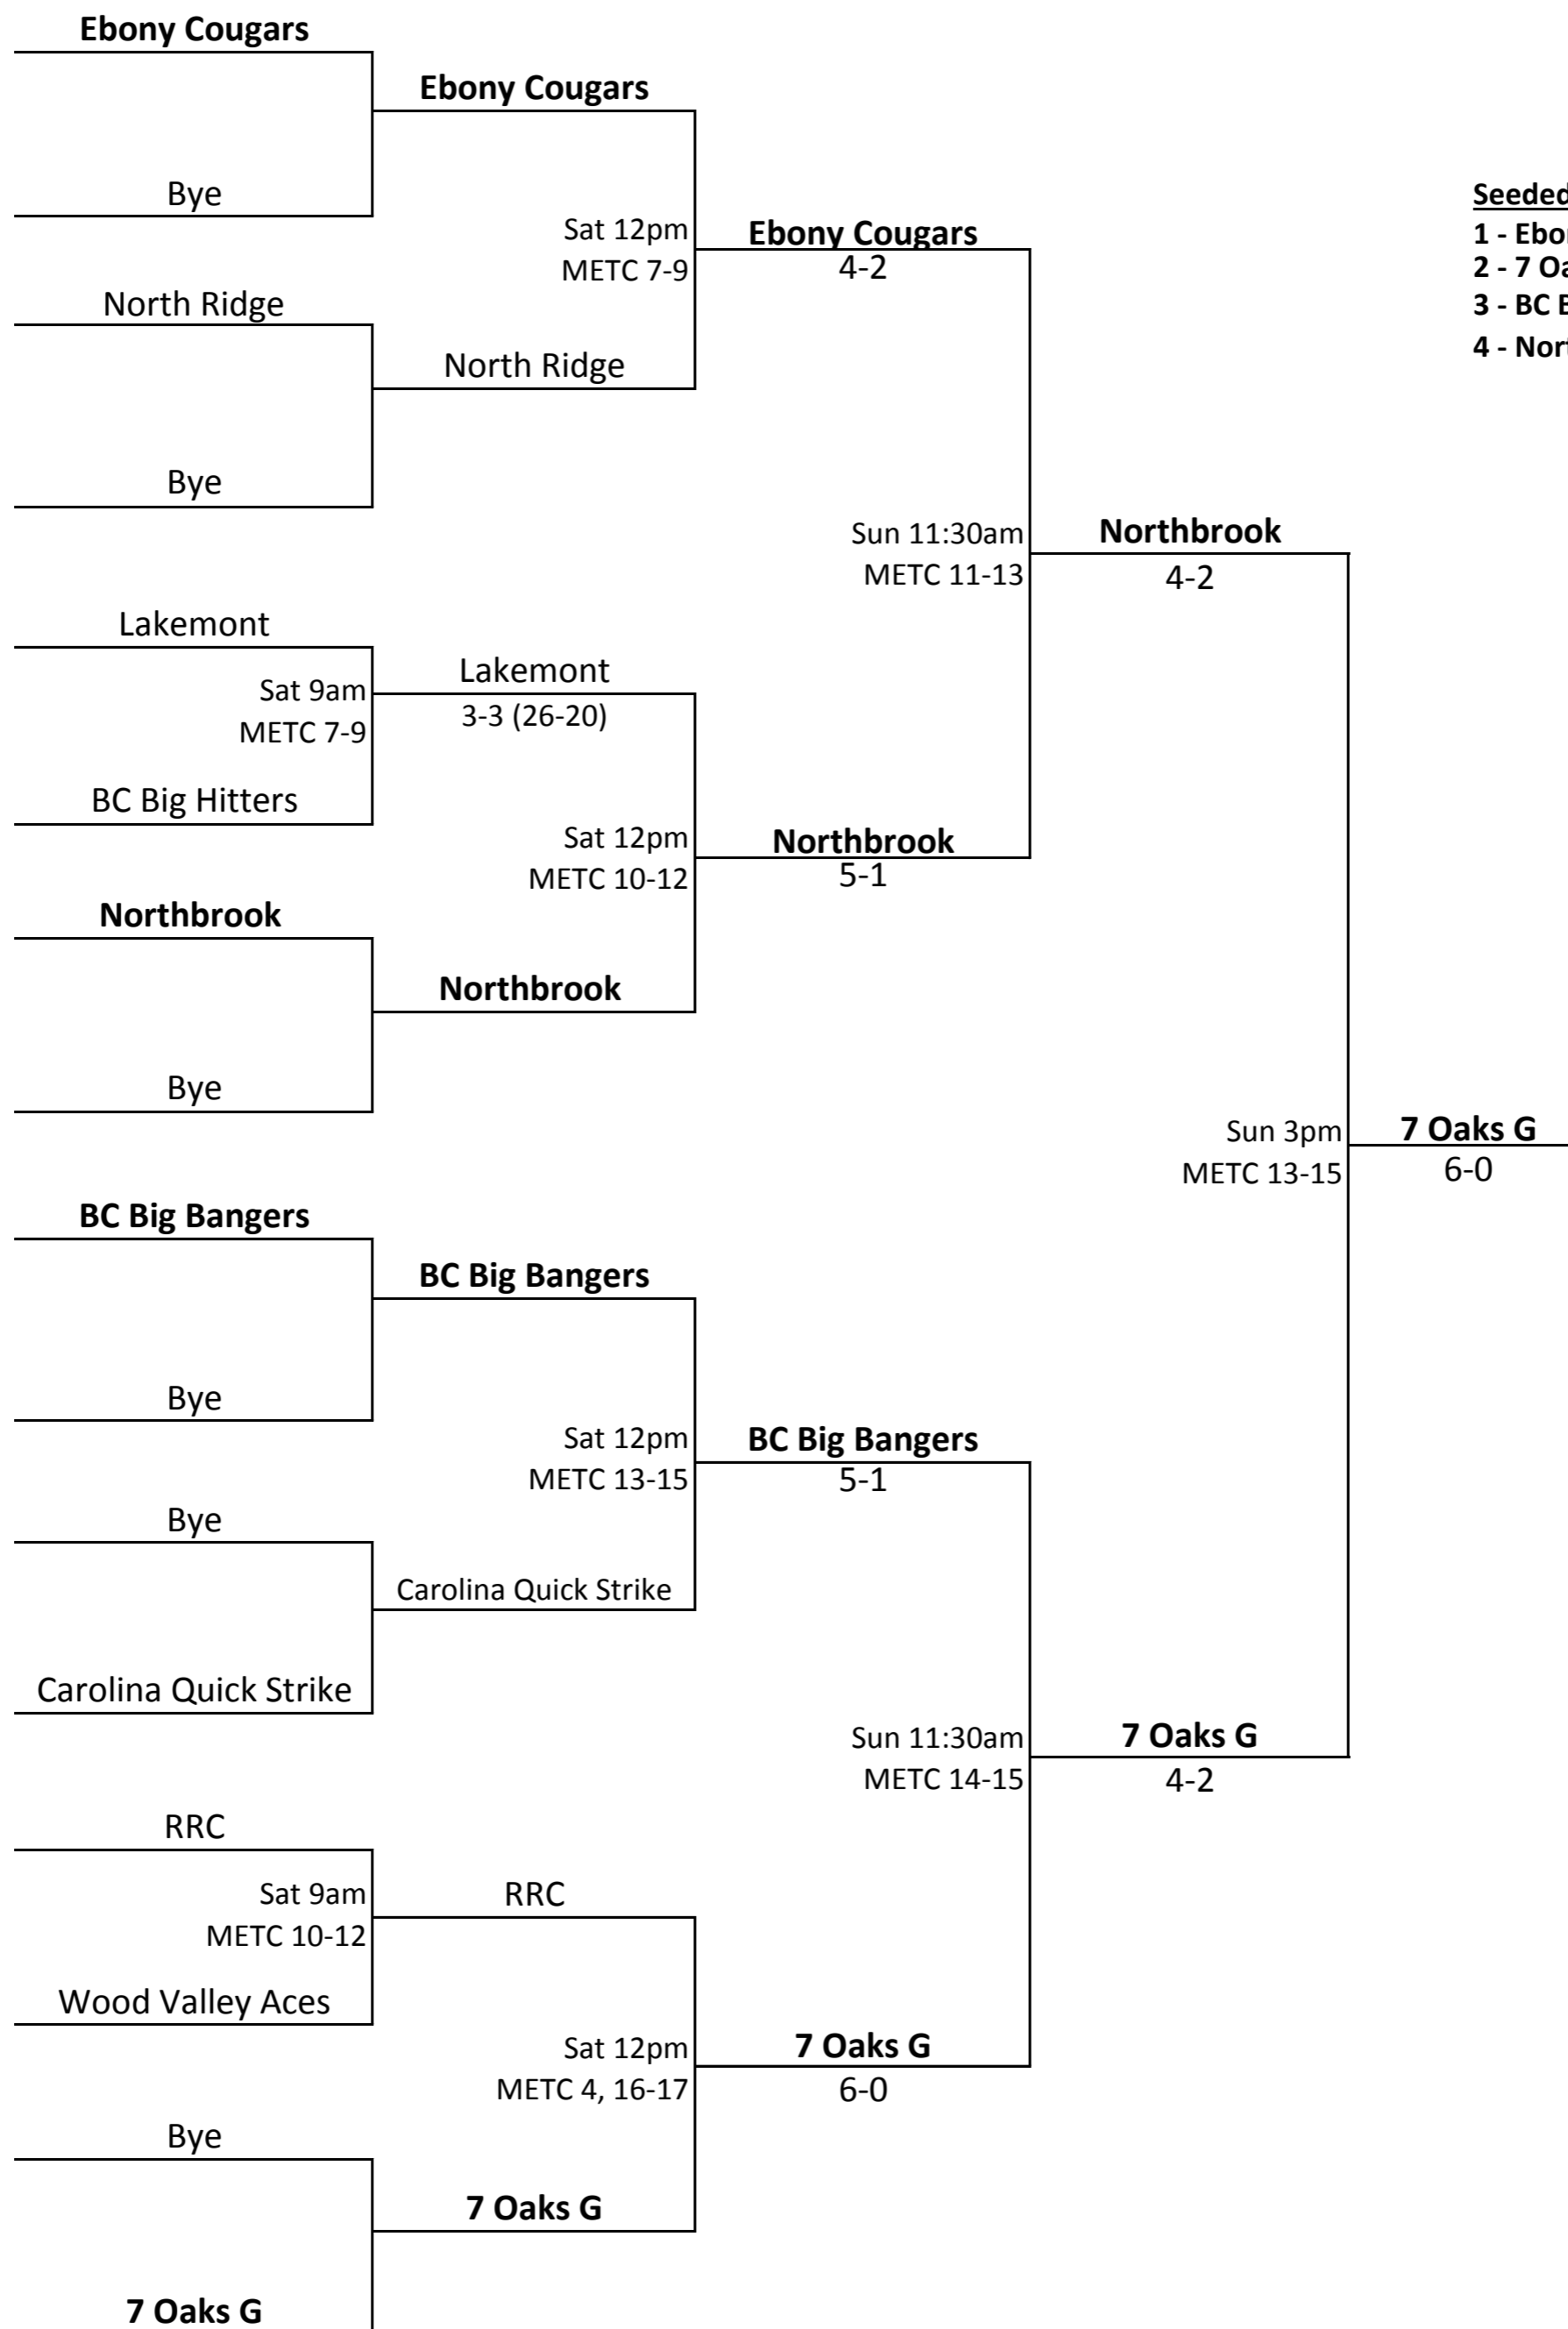 Ebony Cougars
Ebony Cougars
Bye
Sat 12pm
METC 7-9
Ebony Cougars
4-2
North Ridge
North Ridge
Bye
Seeded
1 - Ebo
2 - 7 Oa
3 - BC B
4 - Nor
Sun 11:30am
METC 11-13
Northbrook
4-2
Lakemont
Sat 9am
METC 7-9
Lakemont
3-3 (26-20)
BC Big Hitters
Sat 12pm
METC 10-12
Northbrook
5-1
Northbrook
Northbrook
Bye
Sun 3pm
METC 13-15
7 Oaks G
6-0
BC Big Bangers
BC Big Bangers
Bye
Sat 12pm
METC 13-15
BC Big Bangers
5-1
Bye
Carolina Quick Strike
Carolina Quick Strike
Sun 11:30am
METC 14-15
7 Oaks G
4-2
RRC
Sat 9am
METC 10-12
RRC
Wood Valley Aces
Sat 12pm
METC 4, 16-17
7 Oaks G
6-0
Bye
7 Oaks G
7 Oaks G